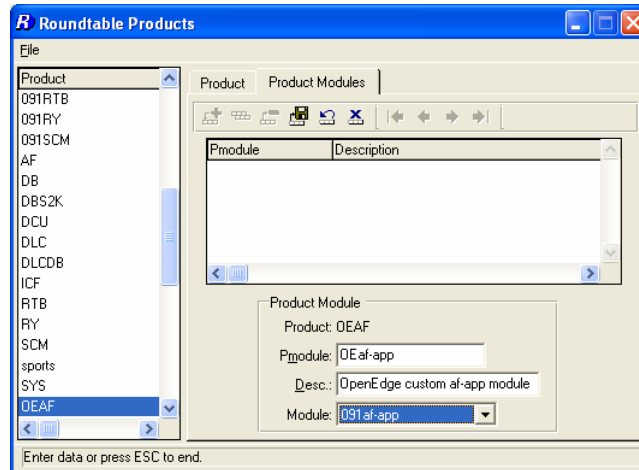 R Roundtable Products
File
Product
091RTB
091RY
091SCM
AF
DB
DBS2K
DCU
DLC
DLCDB
ICF
RTB
RY
SCM
sports
SYS
OEAF
Product Product Modules
Pmodule Description
Product Module
Product: OEAF
Pmodule: OEaf-app
Desc.: OpenEdge custom af-app module
Module: 091af-app
Enter data or press ESC to end.